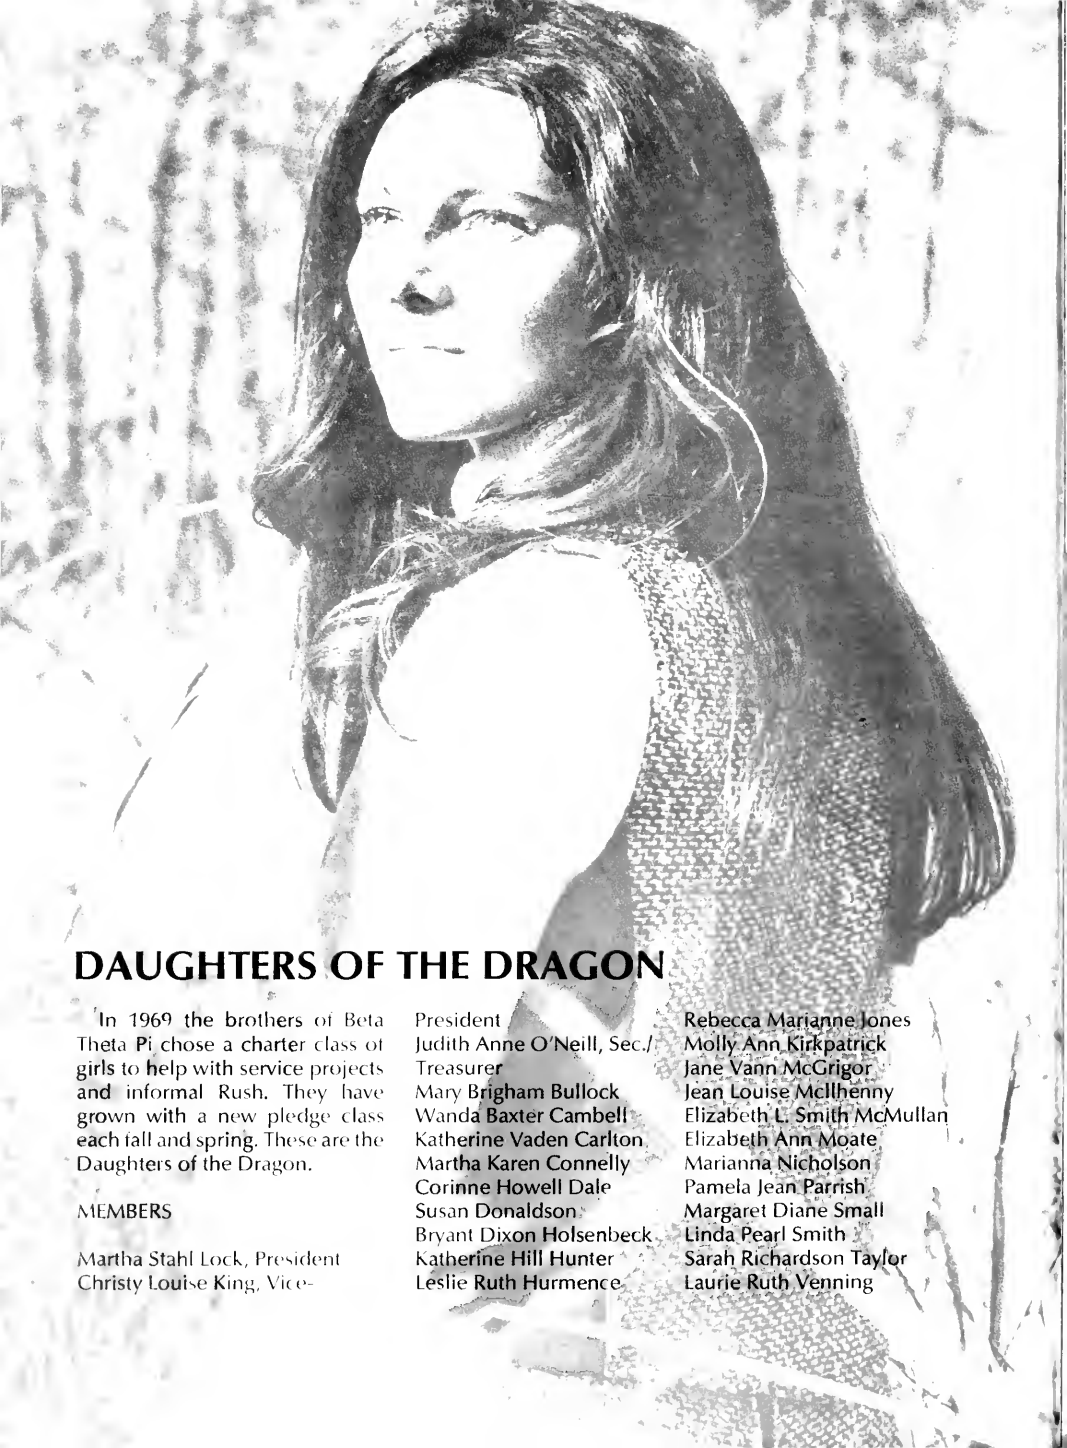 DAUGHTERS OF THE DRAGON
In 1969 the brothers of Beta
Theta Pi chose a charter class of
girls to help with service projects
and informal Rush. They have
grown with a new pledge class
each fall and spring. These are the
Daughters of the Dragon.
MEMBERS
Martha Stahl Lock, President
Christy Louise King, Vice-
President
Judith Anne O'Neill, Sec./
Treasurer
Mary Brigham Bullock
Wanda Baxter Cambell
Katherine Vaden Carlton
Martha Karen Connelly
Corinne Howell Dale
Susan Donaldson
Bryant Dixon Holsenbeck
Katherine Hill Hunter
Leslie Ruth Hurmence
Rebecca Marianne Jones
Molly Ann Kirkpatrick
Jane Vann McGrigor
Jean Louise McIlhenny
Elizabeth L. Smith McMullan
Elizabeth Ann Moate
Marianna Nicholson
Pamela Jean Parrish
Margaret Diane Small
Linda Pearl Smith
Sarah Richardson Taylor
Laurie Ruth Venning